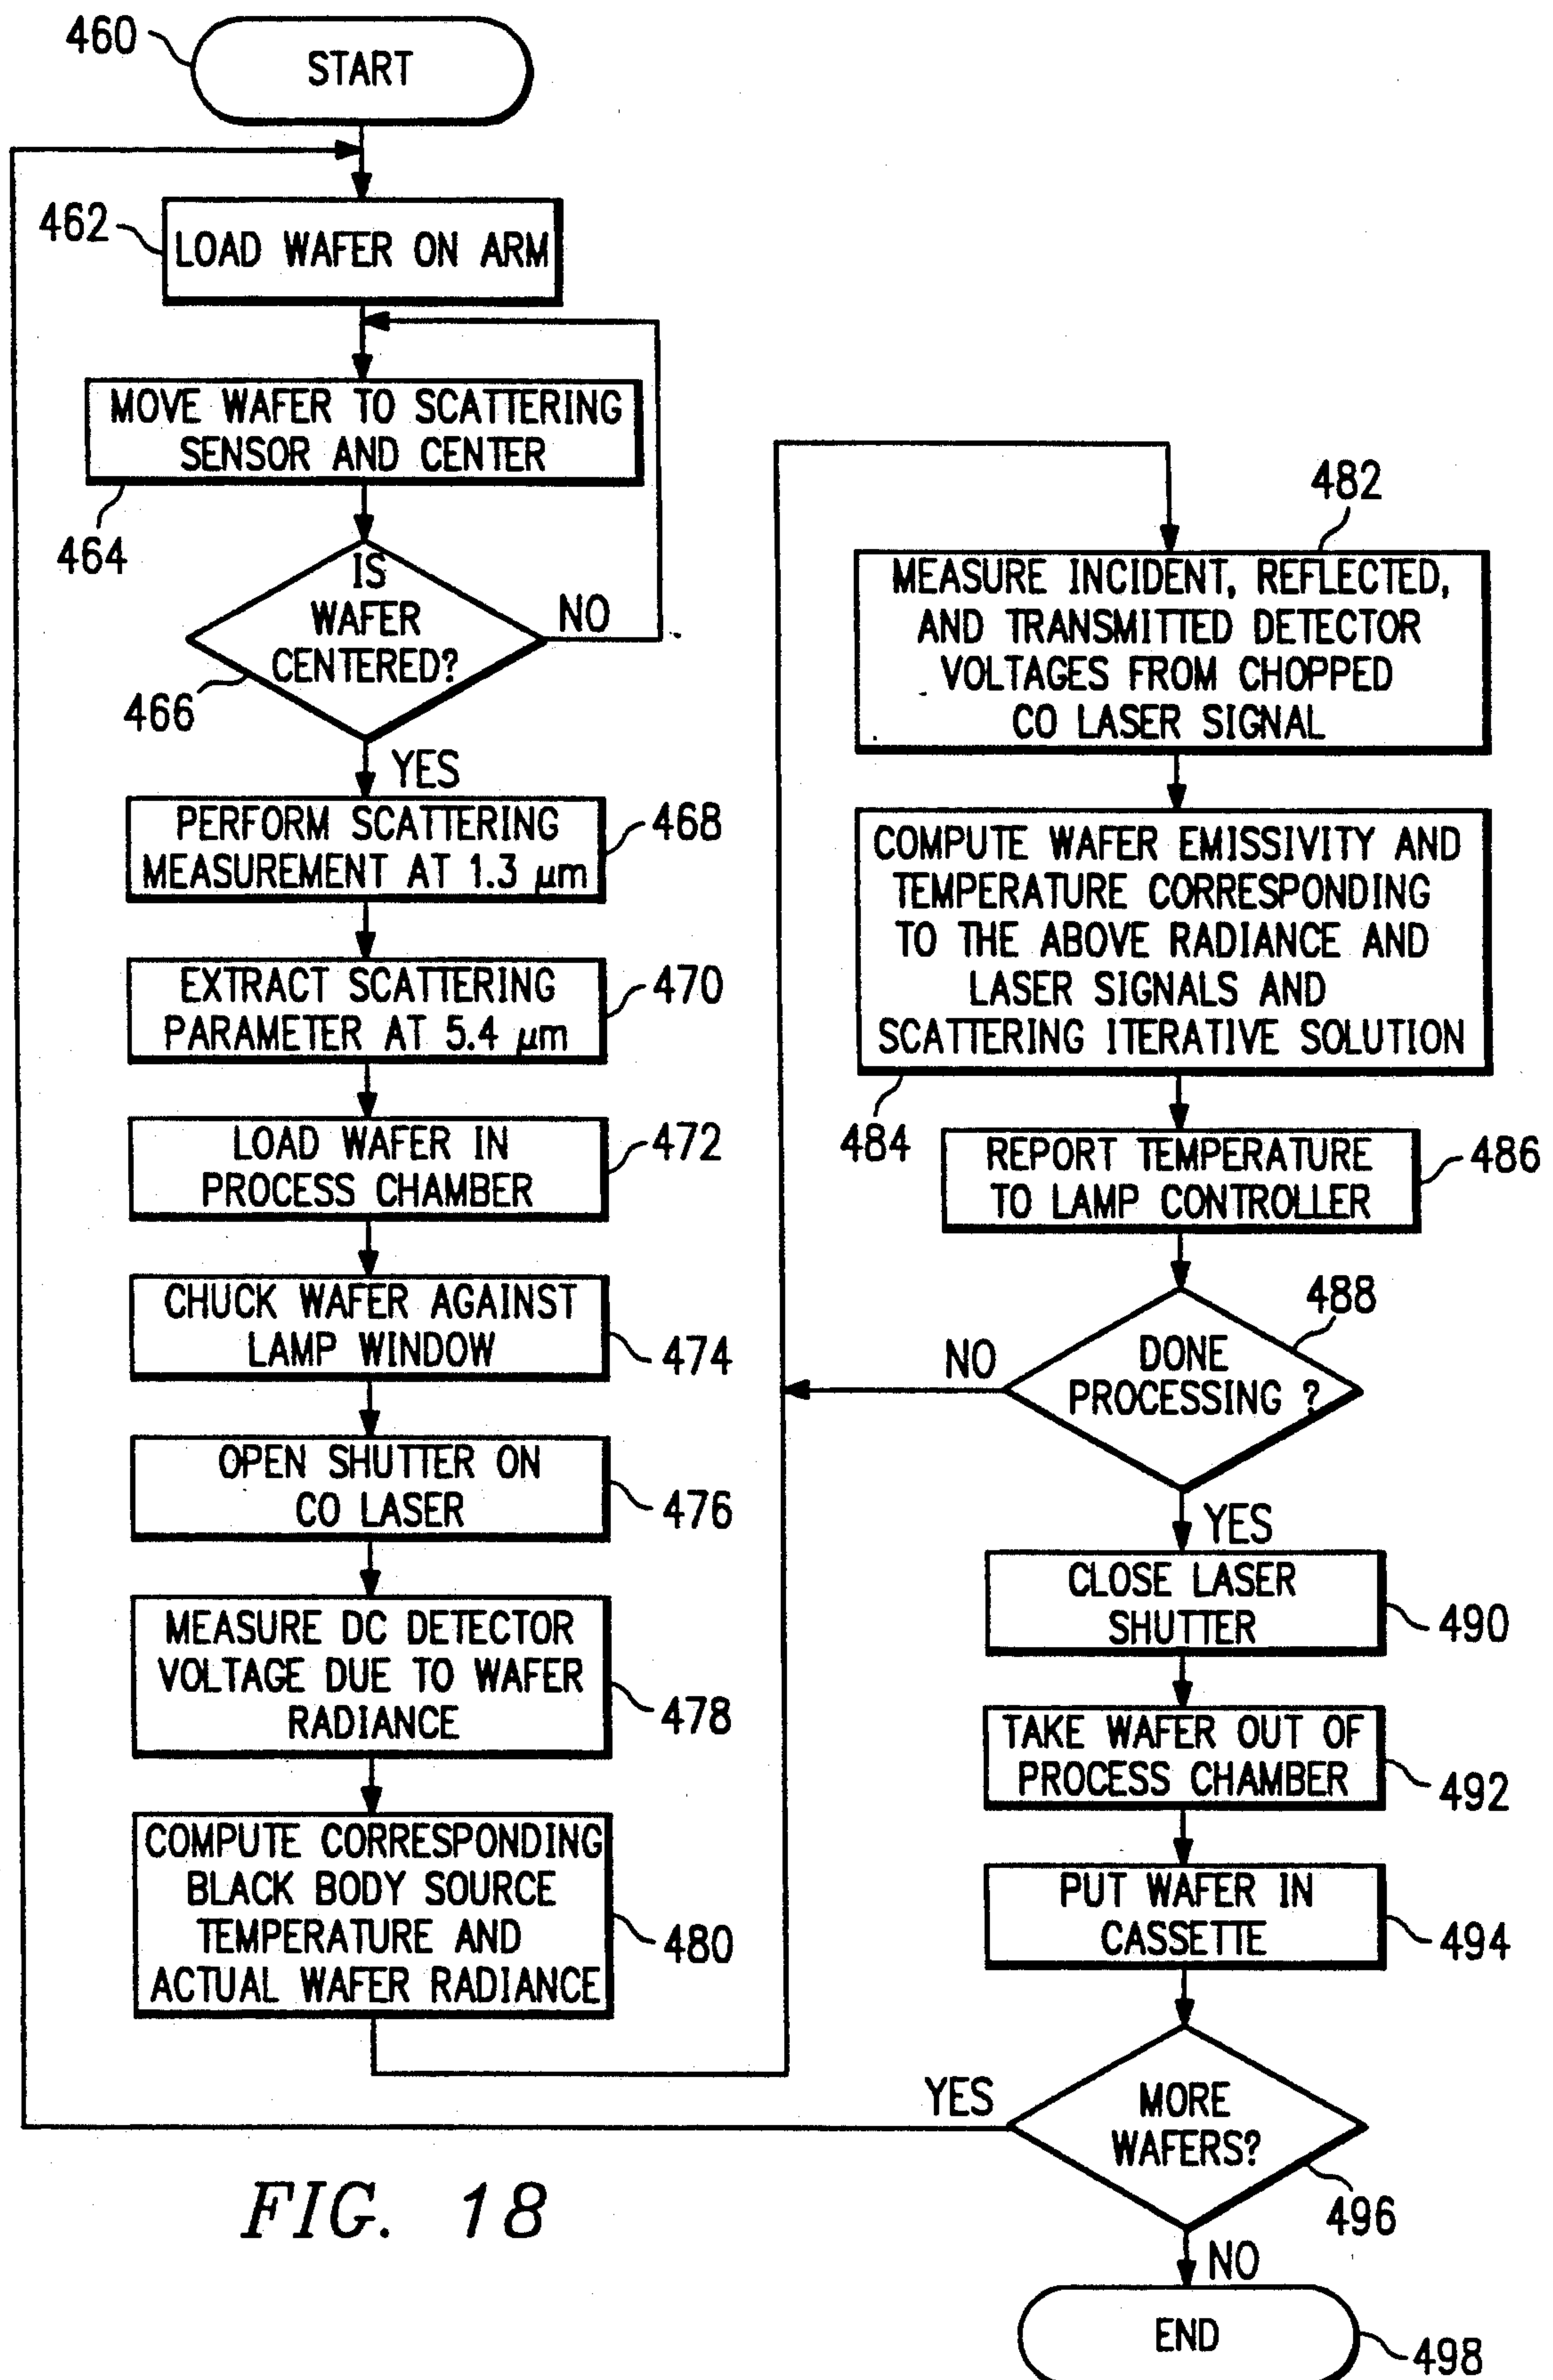 460
START
462
LOAD WAFER ON ARM
MOVE WAFER TO SCATTERING
SENSOR AND CENTER
464
IS
WAFER
CENTERED?
NO
466
YES
PERFORM SCATTERING
MEASUREMENT AT 1.3 μm
468
EXTRACT SCATTERING
PARAMETER AT 5.4 μm
470
LOAD WAFER IN
PROCESS CHAMBER
472
CHUCK WAFER AGAINST
LAMP WINDOW
474
OPEN SHUTTER ON
CO LASER
476
MEASURE DC DETECTOR
VOLTAGE DUE TO WAFER
RADIANCE
478
COMPUTE CORRESPONDING
BLACK BODY SOURCE
TEMPERATURE AND
ACTUAL WAFER RADIANCE
480
482
MEASURE INCIDENT, REFLECTED,
AND TRANSMITTED DETECTOR
VOLTAGES FROM CHOPPED
CO LASER SIGNAL
COMPUTE WAFER EMISSIVITY AND
TEMPERATURE CORRESPONDING
TO THE ABOVE RADIANCE AND
LASER SIGNALS AND
SCATTERING ITERATIVE SOLUTION
484
REPORT TEMPERATURE
TO LAMP CONTROLLER
486
488
DONE
PROCESSING ?
NO
YES
CLOSE LASER
SHUTTER
490
TAKE WAFER OUT OF
PROCESS CHAMBER
492
PUT WAFER IN
CASSETTE
494
YES
MORE
WAFERS?
496
NO
END
498
FIG. 18